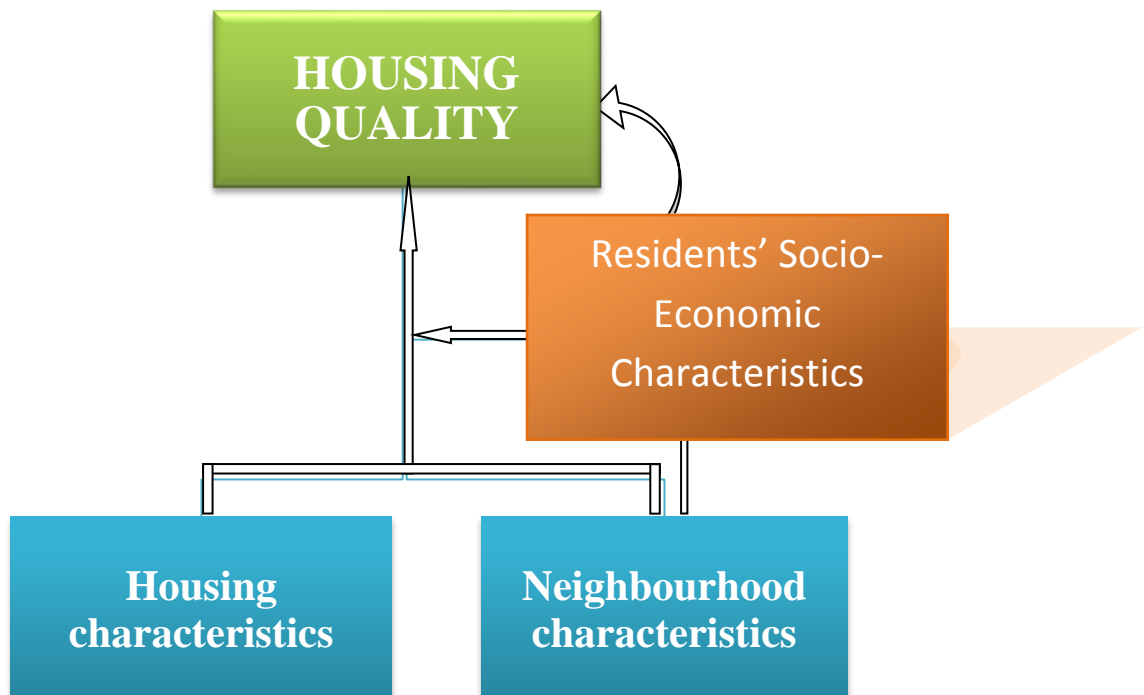 HOUSING
QUALITY
Residents’ Socio-
Economic
Characteristics
Housing
characteristics
Neighbourhood
characteristics